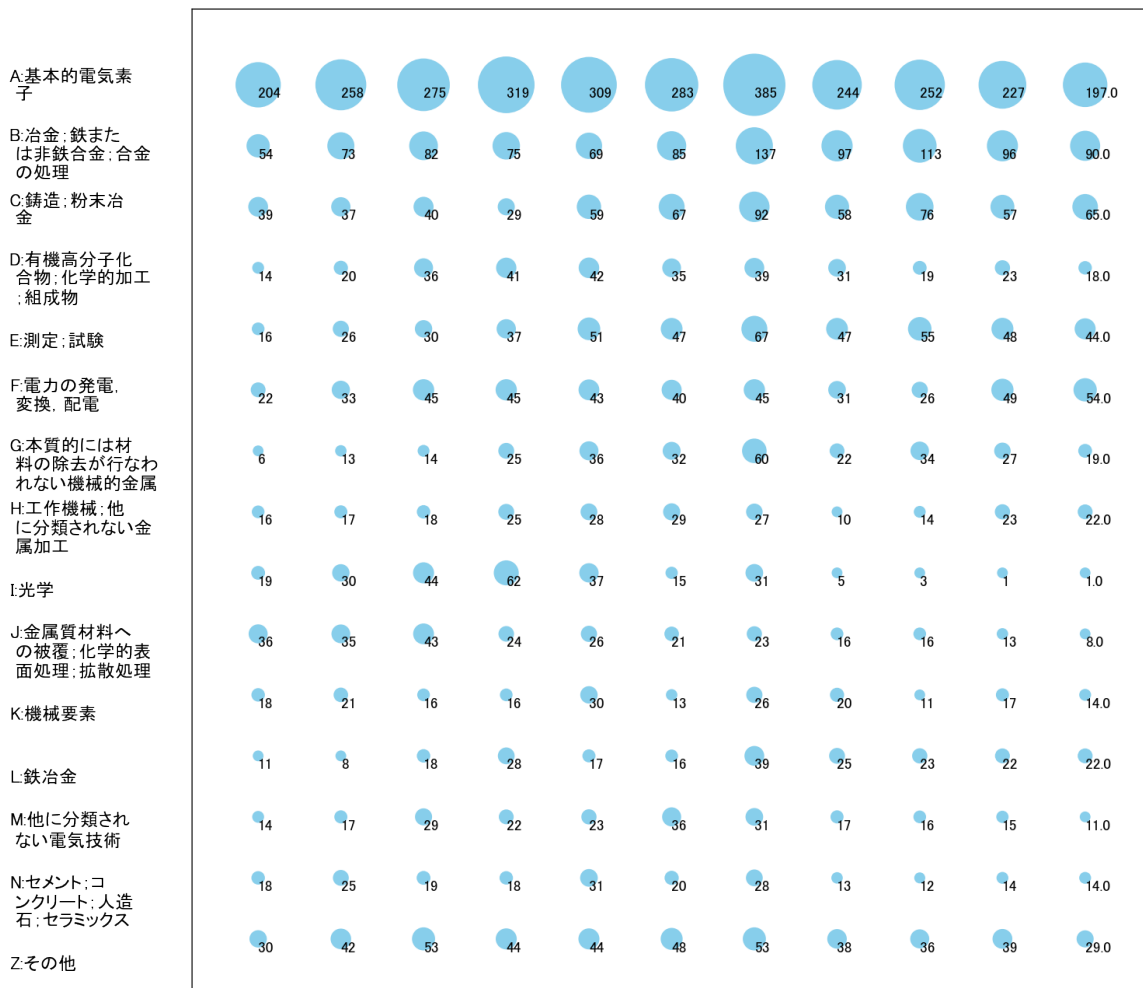 A:基本的電気素
子
204 258 275 319 309 283 385 244 252 227 197.0
B:冶金;鉄また
は非鉄合金;合金
の処理
54 73 82 75 69 85 137 97 113 96 90.0
C:鋳造;粉末冶
金
39 37 40 29 59 67 92 58 76 57 65.0
D:有機高分子化
合物;化学的加工
;組成物
14 20 36 41 42 35 39 31 19 23 18.0
E:測定;試験
16 26 30 37 51 47 67 47 55 48 44.0
F:電力の発電,
変換,配電
22 33 45 45 43 40 45 31 26 49 54.0
G:本質的には材
料の除去が行なわ
れない機械的金属
6 13 14 25 36 32 60 22 34 27 19.0
H:工作機械;他
に分類されない金
属加工
16 17 18 25 28 29 27 10 14 23 22.0
I:光学
19 30 44 62 37 15 31 5 3 1 1.0
J:金属質材料へ
の被覆;化学的表
面処理;拡散処理
36 35 43 24 26 21 23 16 16 13 8.0
K:機械要素
18 21 16 16 30 13 26 20 11 17 14.0
L:鉄冶金
11 8 18 28 17 16 39 25 23 22 22.0
M:他に分類され
ない電気技術
14 17 29 22 23 36 31 17 16 15 11.0
N:セメント;コ
ンクリート;人造
石;セラミックス
18 25 19 18 31 20 28 13 12 14 14.0
Z:その他
30 42 53 44 44 48 53 38 36 39 29.0